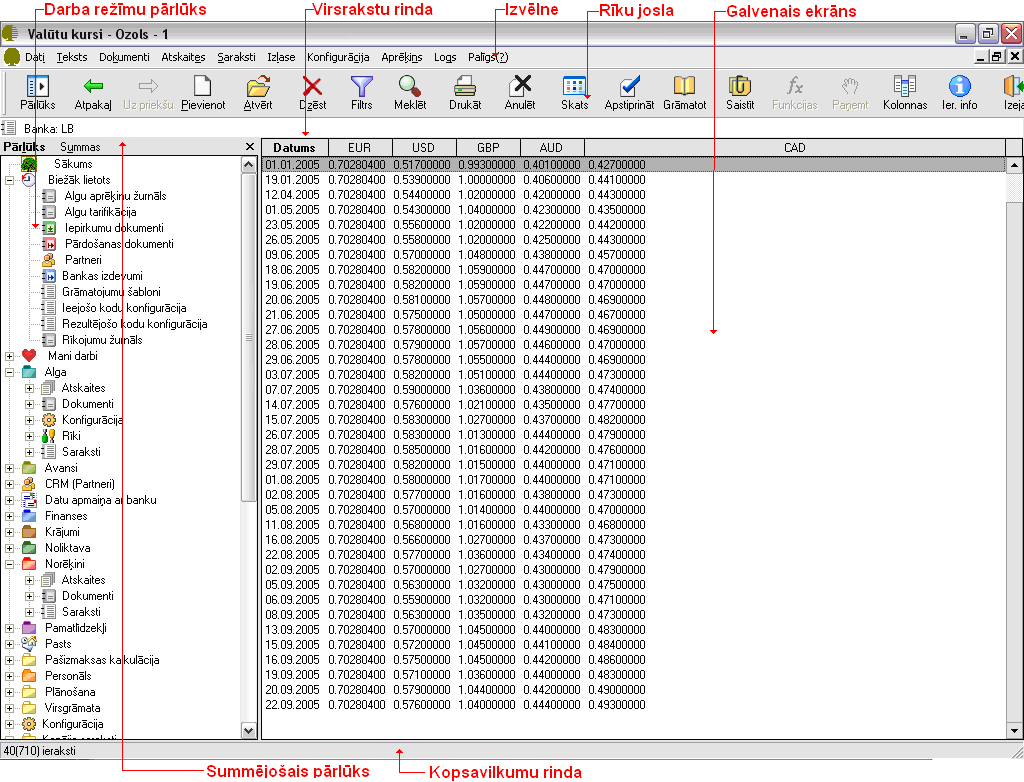 Darba režīmu pārlūks Virsrakstu rinda Izvēlne Rīku josla Galvenais ekrāns
Valūtu kursi - Ozols - 1
Dati Teksts Dokumenti Atskaites Saraksti Izlase Konfigurācija Aprēķins Logs Palīgs(?)
Pārlūks Atpakaļ Uz priekšu Pievienot Atvērt Dzēst Filtrs Meklēt Drukāt Anulēt Skats Apstiprināt Grāmatot Saistīt Funkcijas Paņemt Kolonnas Ier. info Izeja
Banka: LB
Pārlūks Summas
Sākums
Biežāk lietots
Algu aprēķinu žurnāls
Algu tarifikācija
Iepirkumu dokumenti
Pārdošanas dokumenti
Partneri
Bankas izdevumi
Grāmatojumu šabloni
Ieejošo kodu konfigurācija
Rezultējošo kodu konfigurācija
Rīkojumu žurnāls
Mani darbi
Alga
Atskaites
Dokumenti
Konfigurācija
Rīki
Saraksti
Avansi
CRM (Partneri)
Datu apmaiņa ar banku
Finanses
Krājumi
Noliktava
Norēķini
Atskaites
Dokumenti
Saraksti
Pamatlīdzekļi
Pasts
Pašizmaksas kalkulācija
Personāls
Plānošana
Virsgrāmata
Konfigurācija
Datums EUR USD GBP AUD CAD
01.01.2005 0.70280400 0.51700000 0.99300000 0.40100000 0.42700000
19.01.2005 0.70280400 0.53900000 1.00000000 0.40600000 0.44100000
12.04.2005 0.70280400 0.54400000 1.02000000 0.42000000 0.44300000
01.05.2005 0.70280400 0.54300000 1.04000000 0.42300000 0.43500000
23.05.2005 0.70280400 0.55600000 1.02000000 0.42200000 0.44200000
26.05.2005 0.70280400 0.55800000 1.02000000 0.42500000 0.44300000
09.06.2005 0.70280400 0.57000000 1.04800000 0.43800000 0.45700000
18.06.2005 0.70280400 0.58200000 1.05900000 0.44700000 0.47000000
19.06.2005 0.70280400 0.58200000 1.05900000 0.44700000 0.47000000
20.06.2005 0.70280400 0.58100000 1.05700000 0.44800000 0.46900000
21.06.2005 0.70280400 0.57500000 1.05000000 0.44700000 0.46700000
27.06.2005 0.70280400 0.57800000 1.05600000 0.44900000 0.46900000
28.06.2005 0.70280400 0.57900000 1.05700000 0.44600000 0.47000000
29.06.2005 0.70280400 0.57800000 1.05500000 0.44400000 0.46900000
03.07.2005 0.70280400 0.58200000 1.05100000 0.44400000 0.47300000
07.07.2005 0.70280400 0.59000000 1.03600000 0.43800000 0.47400000
14.07.2005 0.70280400 0.57600000 1.02100000 0.43500000 0.47700000
15.07.2005 0.70280400 0.58300000 1.02700000 0.43700000 0.48200000
26.07.2005 0.70280400 0.58300000 1.01300000 0.44400000 0.47900000
28.07.2005 0.70280400 0.58500000 1.01600000 0.44200000 0.47600000
29.07.2005 0.70280400 0.58200000 1.01500000 0.44000000 0.47100000
01.08.2005 0.70280400 0.58000000 1.01700000 0.44000000 0.47100000
02.08.2005 0.70280400 0.57700000 1.01600000 0.43800000 0.47300000
05.08.2005 0.70280400 0.57000000 1.01400000 0.44000000 0.47000000
11.08.2005 0.70280400 0.56800000 1.01600000 0.43300000 0.46800000
16.08.2005 0.70280400 0.56600000 1.02700000 0.43700000 0.47300000
22.08.2005 0.70280400 0.57700000 1.03600000 0.43400000 0.47400000
02.09.2005 0.70280400 0.57000000 1.02700000 0.43000000 0.47900000
05.09.2005 0.70280400 0.56300000 1.03200000 0.43000000 0.47500000
06.09.2005 0.70280400 0.55900000 1.03200000 0.43000000 0.47100000
08.09.2005 0.70280400 0.56300000 1.03500000 0.43200000 0.47300000
13.09.2005 0.70280400 0.57000000 1.04500000 0.44000000 0.48300000
15.09.2005 0.70280400 0.57200000 1.04500000 0.44100000 0.48400000
16.09.2005 0.70280400 0.57500000 1.04500000 0.44200000 0.48600000
19.09.2005 0.70280400 0.57100000 1.03600000 0.44000000 0.48300000
20.09.2005 0.70280400 0.57900000 1.04400000 0.44200000 0.49000000
22.09.2005 0.70280400 0.57600000 1.04000000 0.44400000 0.49300000
40(710) ieraksti
Summējošais pārlūks Kopsavilkumu rinda